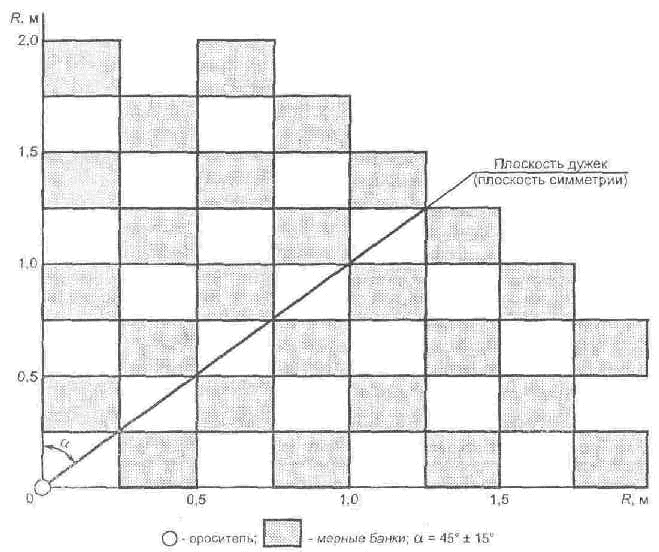 R, м
2,0
Плоскость дужек
(плоскость симметрии)
1,5
1,0
0,5
α
0
0,5
1,0
1,5
R, м
- ороситель; - мерные банки; α = 45° ± 15°